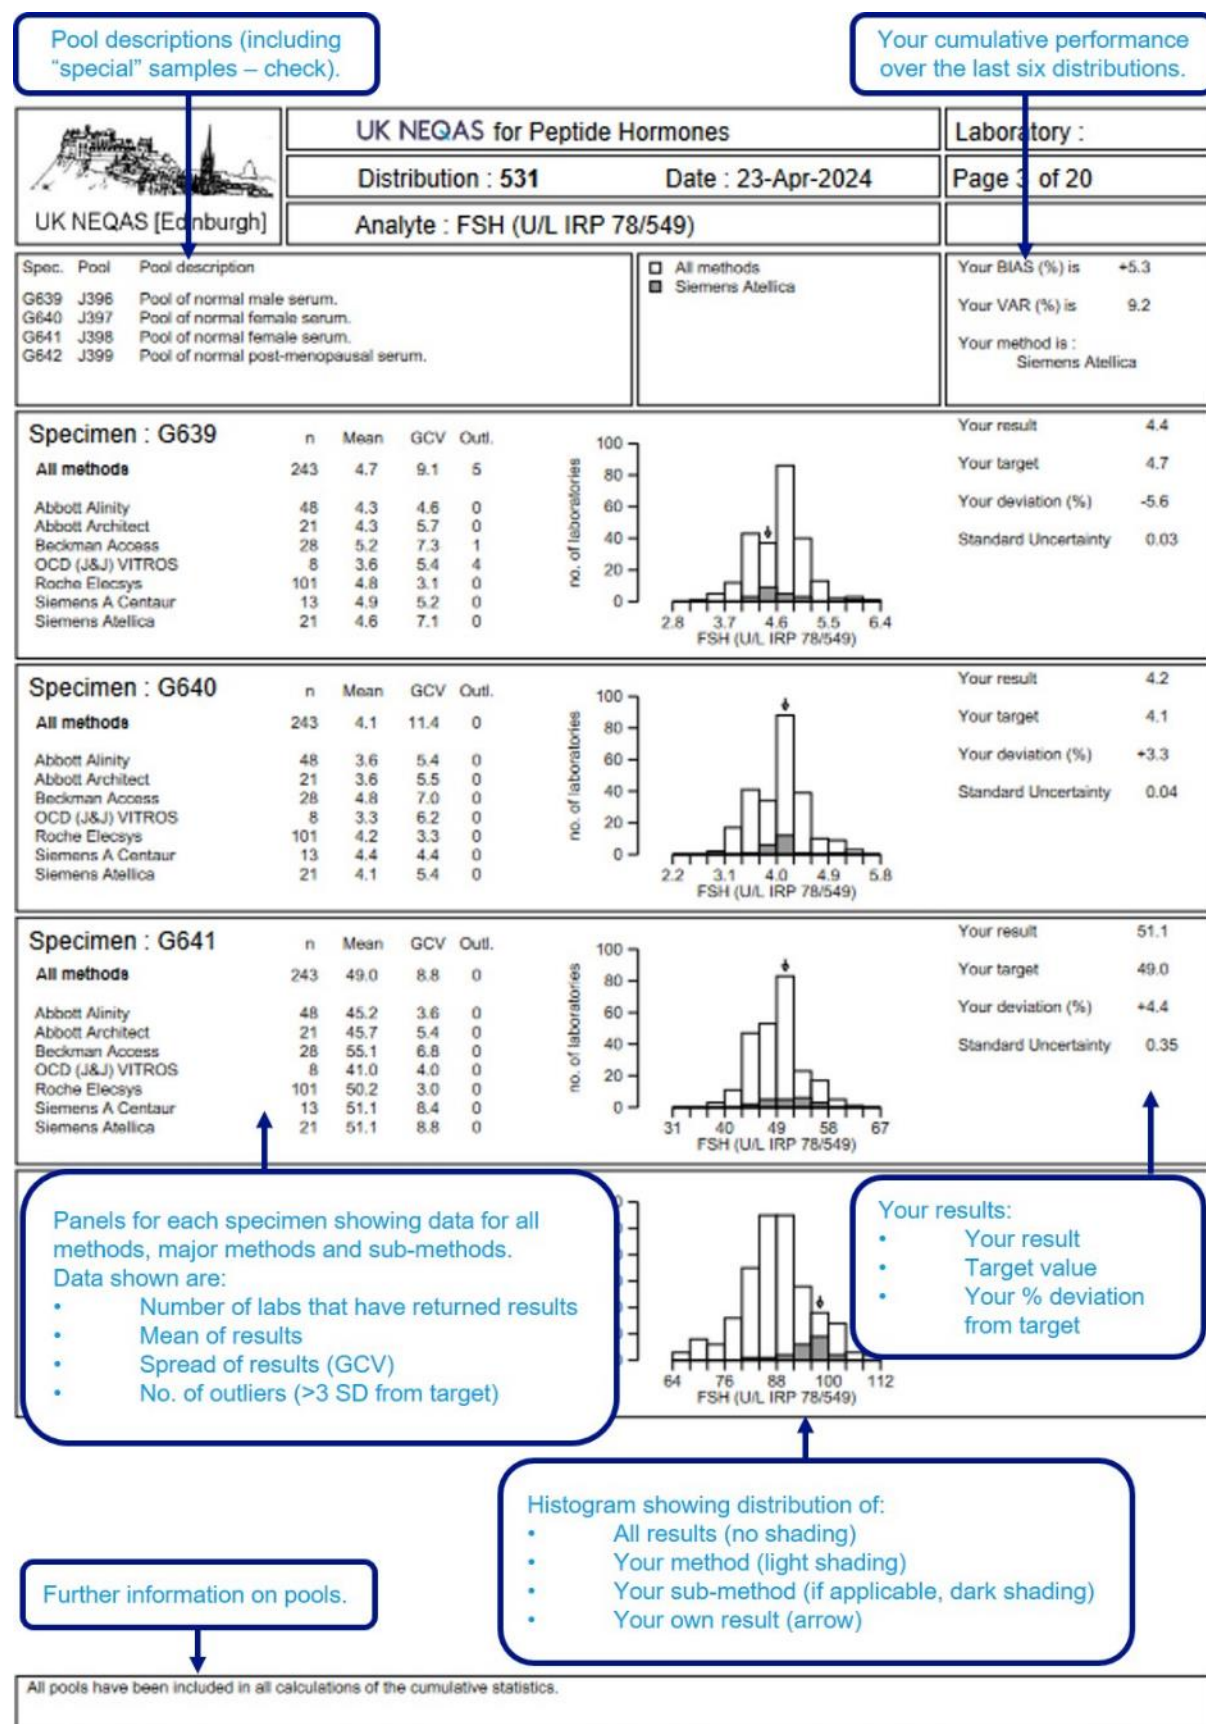 Pool descriptions (including
“special” samples – check).
Your cumulative performance
over the last six distributions.
UK NEQAS [Edinburgh]
UK NEQAS for Peptide Hormones
Laboratory :
Distribution : 531 Date : 23-Apr-2024
Page 3 of 20
Analyte : FSH (U/L IRP 78/549)
Spec. Pool Pool description
G639 J396 Pool of normal male serum.
G640 J397 Pool of normal female serum.
G641 J398 Pool of normal female serum.
G642 J399 Pool of normal post-menopausal serum.
All methods
Siemens Atellica
Your BIAS (%) is +5.3
Your VAR (%) is 9.2
Your method is :
Siemens Atellica
Specimen : G639 n Mean GCV Outl.
All methods 243 4.7 9.1 5
Abbott Alinity 48 4.3 4.6 0
Abbott Architect 21 4.3 5.7 0
Beckman Access 28 5.2 7.3 1
OCD (J&J) VITROS 8 3.6 5.4 4
Roche Elecsys 101 4.8 3.1 0
Siemens A Centaur 13 4.9 5.2 0
Siemens Atellica 21 4.6 7.1 0
no. of laboratories
100
80
60
40
20
0
2.8 3.7 4.6 5.5 6.4
FSH (U/L IRP 78/549)
Your result 4.4
Your target 4.7
Your deviation (%) -5.6
Standard Uncertainty 0.03
Specimen : G640 n Mean GCV Outl.
All methods 243 4.1 11.4 0
Abbott Alinity 48 3.6 5.4 0
Abbott Architect 21 3.6 5.5 0
Beckman Access 28 4.8 7.0 0
OCD (J&J) VITROS 8 3.3 6.2 0
Roche Elecsys 101 4.2 3.3 0
Siemens A Centaur 13 4.4 4.4 0
Siemens Atellica 21 4.1 5.4 0
no. of laboratories
100
80
60
40
20
0
2.2 3.1 4.0 4.9 5.8
FSH (U/L IRP 78/549)
Your result 4.2
Your target 4.1
Your deviation (%) +3.3
Standard Uncertainty 0.04
Specimen : G641 n Mean GCV Outl.
All methods 243 49.0 8.8 0
Abbott Alinity 48 45.2 3.6 0
Abbott Architect 21 45.7 5.4 0
Beckman Access 28 55.1 6.8 0
OCD (J&J) VITROS 8 41.0 4.0 0
Roche Elecsys 101 50.2 3.0 0
Siemens A Centaur 13 51.1 8.4 0
Siemens Atellica 21 51.1 8.8 0
no. of laboratories
100
80
60
40
20
0
31 40 49 58 67
FSH (U/L IRP 78/549)
Your result 51.1
Your target 49.0
Your deviation (%) +4.4
Standard Uncertainty 0.35
Panels for each specimen showing data for all
methods, major methods and sub-methods.
Data shown are:
• Number of labs that have returned results
• Mean of results
• Spread of results (GCV)
• No. of outliers (>3 SD from target)
64 76 88 100 112
FSH (U/L IRP 78/549)
Your results:
• Your result
• Target value
• Your % deviation
from target
Histogram showing distribution of:
• All results (no shading)
• Your method (light shading)
• Your sub-method (if applicable, dark shading)
• Your own result (arrow)
Further information on pools.
All pools have been included in all calculations of the cumulative statistics.